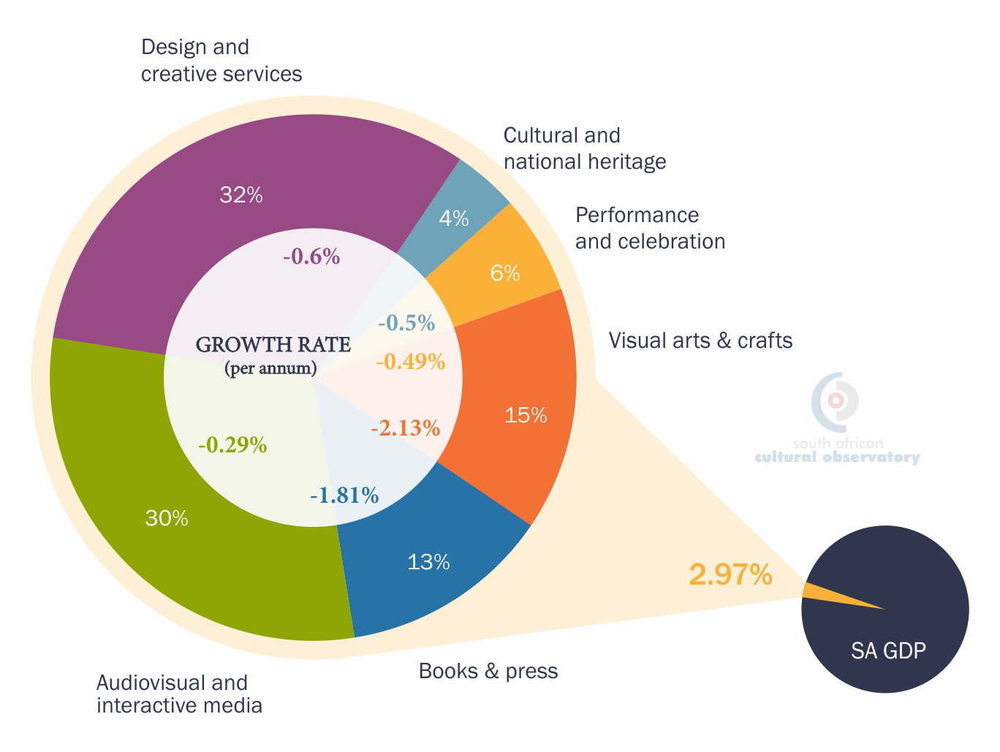 Design and
creative services
Cultural and
national heritage
32%
4%
Performance
and celebration
-0.6%
6%
-0.5%
GROWTH RATE
(per annum)
-0.49%
Visual arts & crafts
15%
-2.13%
-0.29%
south african
cultural observatory
-1.81%
30%
13%
2.97%
SA GDP
Books & press
Audiovisual and
interactive media